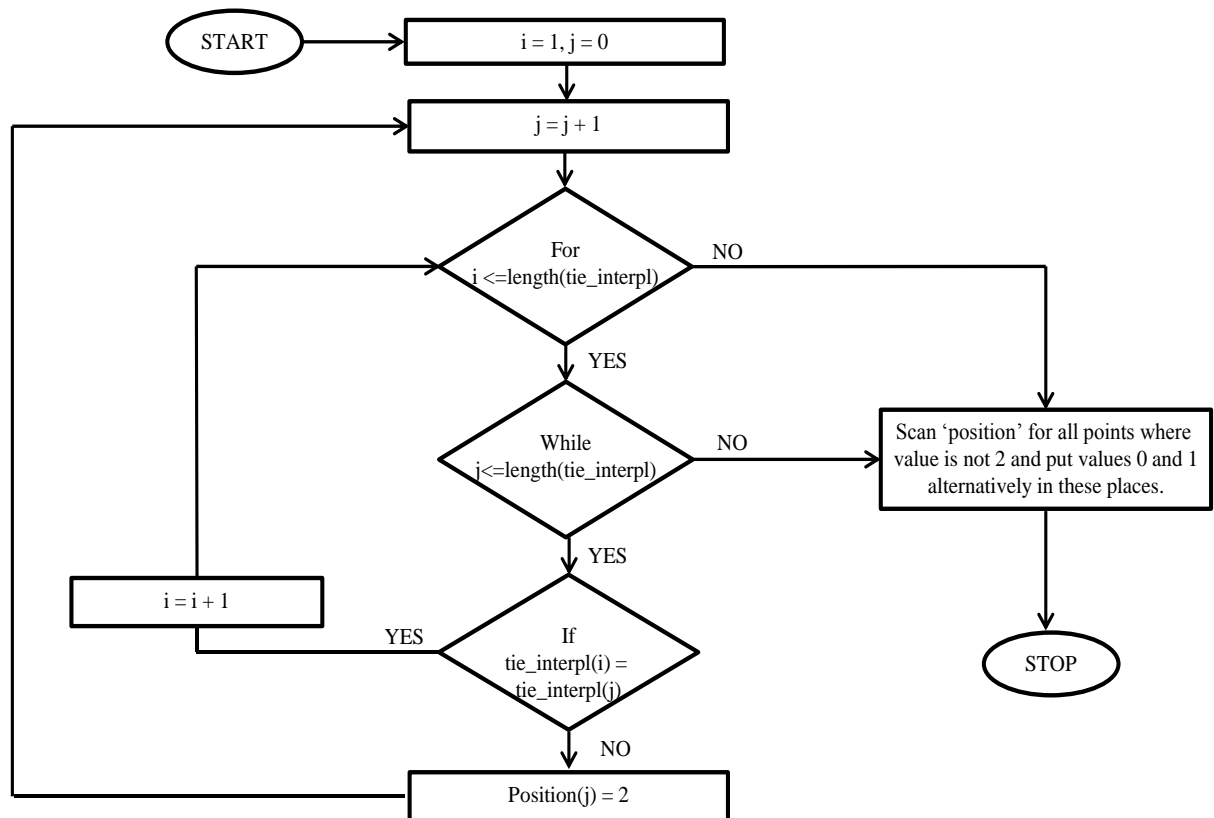 START
i = 1, j = 0
j = j + 1
For
i <=length(tie_interpl)
NO
YES
While
j<=length(tie_interpl)
NO
Scan ‘position’ for all points where
value is not 2 and put values 0 and 1
alternatively in these places.
YES
i = i + 1
YES
If
tie_interpl(i) =
tie_interpl(j)
STOP
NO
Position(j) = 2